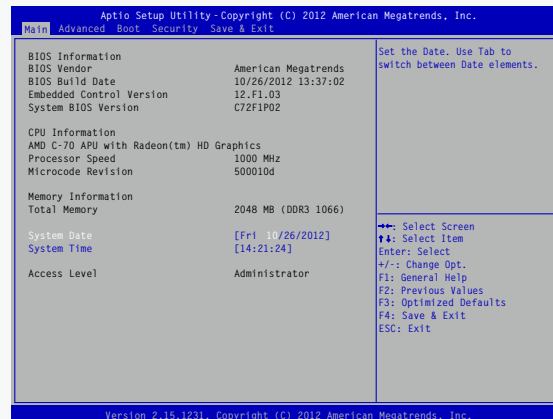 Aptio Setup Utility - Copyright (C) 2012 American Megatrends, Inc.
Main Advanced Boot Security Save & Exit
BIOS Information
BIOS Vendor American Megatrends
BIOS Build Date 10/26/2012 13:37:02
Embedded Control Version 12.F1.03
System BIOS Version C72F1P02
CPU Information
AMD C-70 APU with Radeon(tm) HD Graphics
Processor Speed 1000 MHz
Microcode Revision 500010d
Memory Information
Total Memory 2048 MB (DDR3 1066)
System Date [Fri 10/26/2012]
System Time [14:21:24]
Access Level Administrator
Set the Date. Use Tab to
switch between Date elements.
→←: Select Screen
↑↓: Select Item
Enter: Select
+/-: Change Opt.
F1: General Help
F2: Previous Values
F3: Optimized Defaults
F4: Save & Exit
ESC: Exit
Version 2.15.1231. Copyright (C) 2012 American Megatrends, Inc.